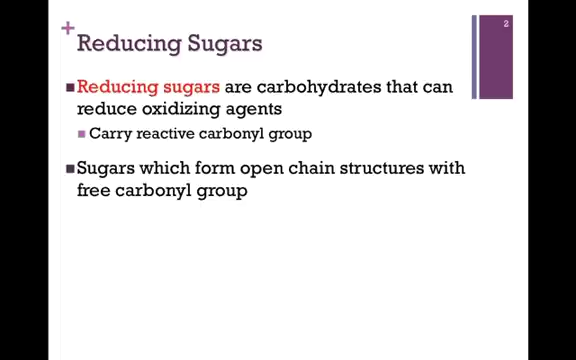 2
+
Reducing Sugars
Reducing sugars are carbohydrates that can
reduce oxidizing agents
Carry reactive carbonyl group
Sugars which form open chain structures with
free carbonyl group